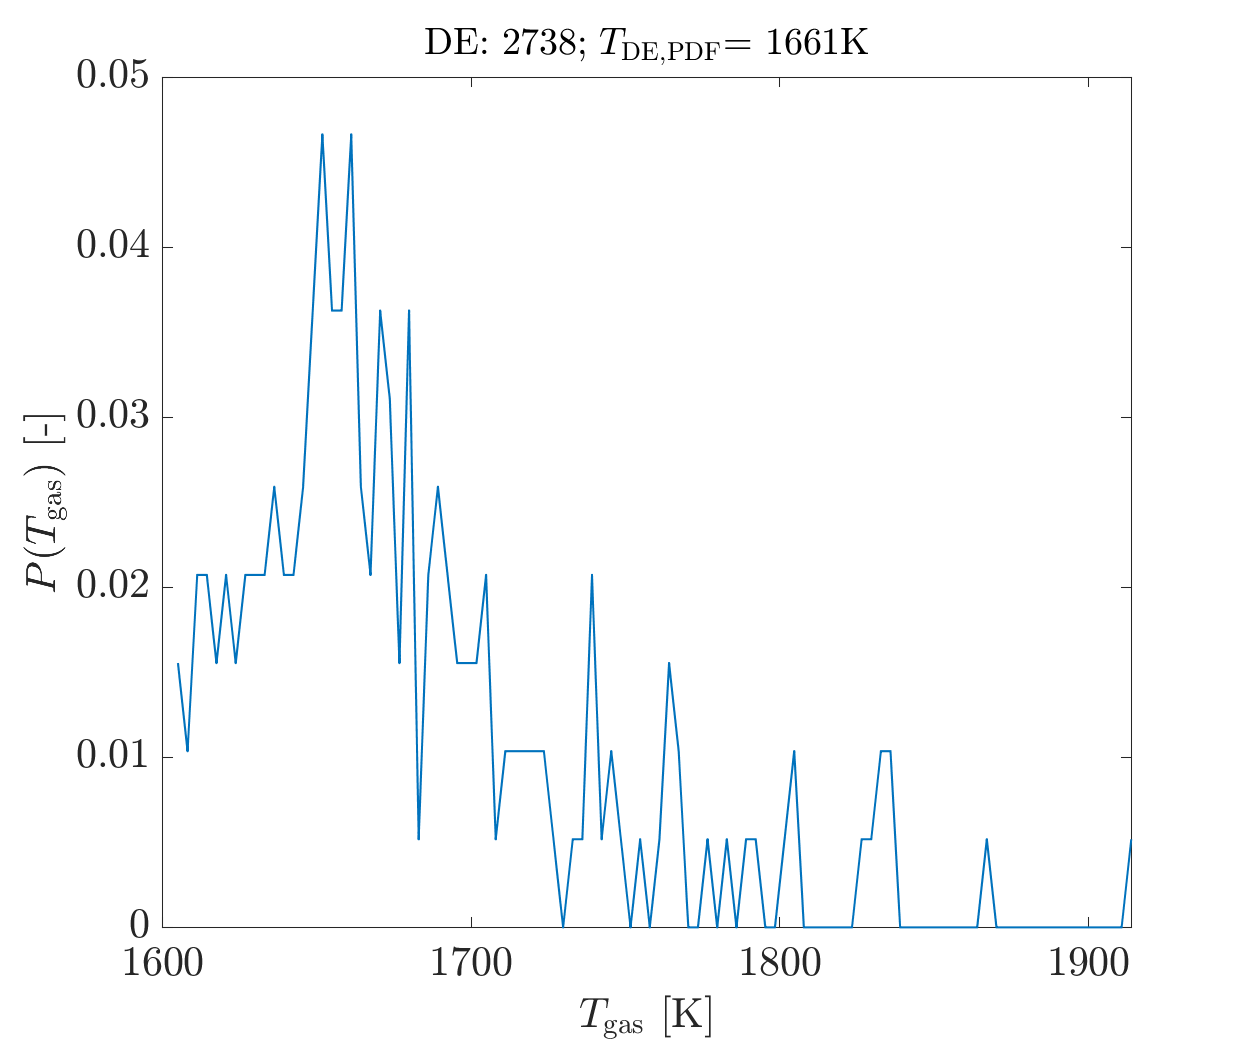 DE: 2738; T_DE,PDF= 1661K
0.05
0.04
0.03
0.02
0.01
0
P(T_gas) [-]
1600 1700 1800 1900
T_gas [K]